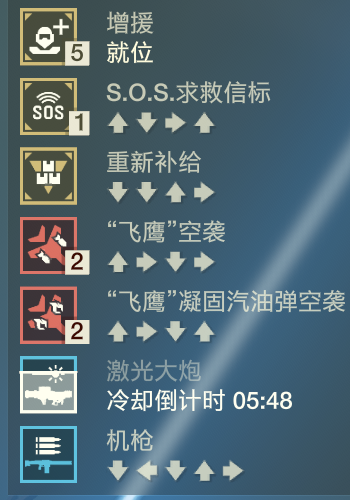 增援
5
就位
SOS
1
S.O.S.求救信标
重新补给
“飞鹰”空袭
2
“飞鹰”凝固汽油弹空袭
2
激光大炮
冷却倒计时 05:48
机枪